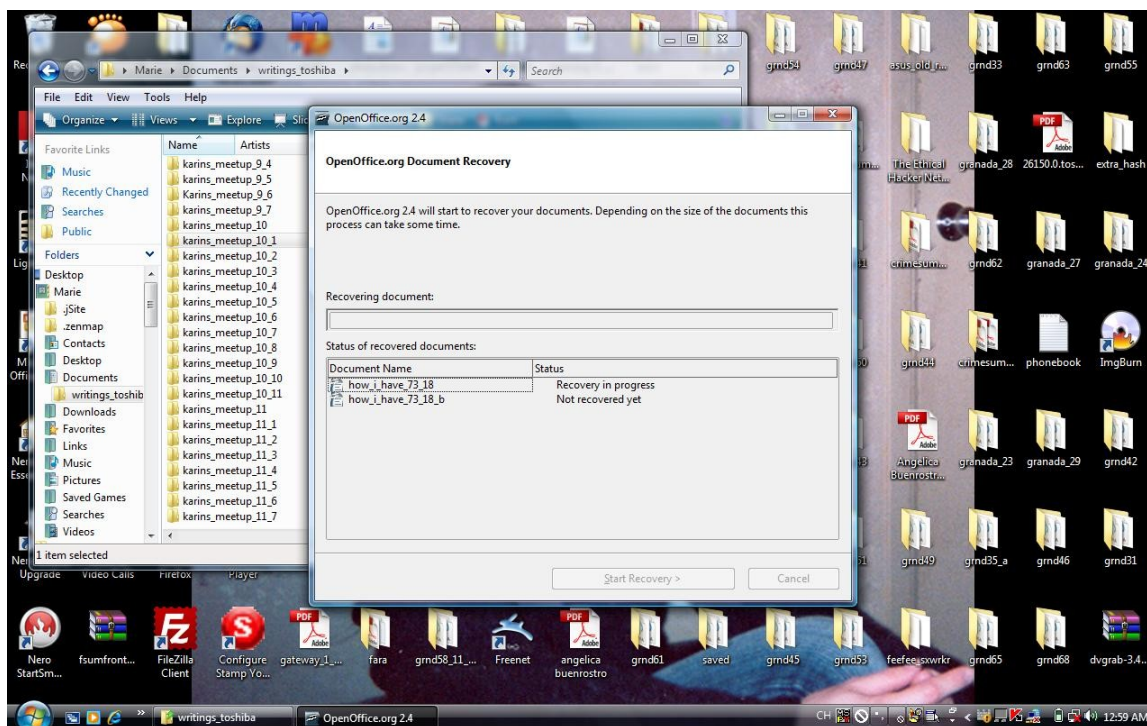 Marie ▸ Documents ▸ writings_toshiba ▸
Search
File Edit View Tools Help
Organize Views Explore
Favorite Links
Music
Recently Changed
Searches
Public
Folders
Desktop
Marie
.jSite
.zenmap
Contacts
Desktop
Documents
writings_toshib
Downloads
Favorites
Links
Music
Pictures
Saved Games
Searches
Videos
1 item selected
Name Artists
karins_meetup_9_4
karins_meetup_9_5
Karins_meetup_9_6
karins_meetup_9_7
karins_meetup_10
karins_meetup_10_1
karins_meetup_10_2
karins_meetup_10_3
karins_meetup_10_4
karins_meetup_10_5
karins_meetup_10_6
karins_meetup_10_7
karins_meetup_10_8
karins_meetup_10_9
karins_meetup_10_10
karins_meetup_10_11
karins_meetup_11
karins_meetup_11_1
karins_meetup_11_2
karins_meetup_11_3
karins_meetup_11_4
karins_meetup_11_5
karins_meetup_11_6
karins_meetup_11_7
OpenOffice.org 2.4
OpenOffice.org Document Recovery
OpenOffice.org 2.4 will start to recover your documents. Depending on the size of the documents this
process can take some time.
Recovering document:
Status of recovered documents:
Document Name Status
how_i_have_73_18 Recovery in progress
how_i_have_73_18_b Not recovered yet
Start Recovery > Cancel
grnd54 grnd47 asus_old_r... grnd33 grnd63 grnd55
The Ethical
Hacker Net...
granada_28
PDF
Adobe
26150.0.tos...
extra_hash
crimesum... grnd62 granada_27 granada_24
grnd44 crimesum... phonebook ImgBurn
PDF
Adobe
Angelica
Buenrostr...
granada_23 granada_29 grnd42
grnd49 grnd35_a grnd46 grnd31
Upgrade Video Calls Firefox Player
Nero
StartSm...
fsumfront...
FileZilla
Client
Configure
Stamp Yo...
PDF
Adobe
gateway_1_...
fara
grnd58_11_...
Freenet
PDF
Adobe
angelica
buenrostro
grnd61
saved
grnd45
grnd53
feefee_sxwrkr
grnd65
grnd68
dvgrab-3.4...
writings_toshiba
OpenOffice.org 2.4
CH
12:59 AM